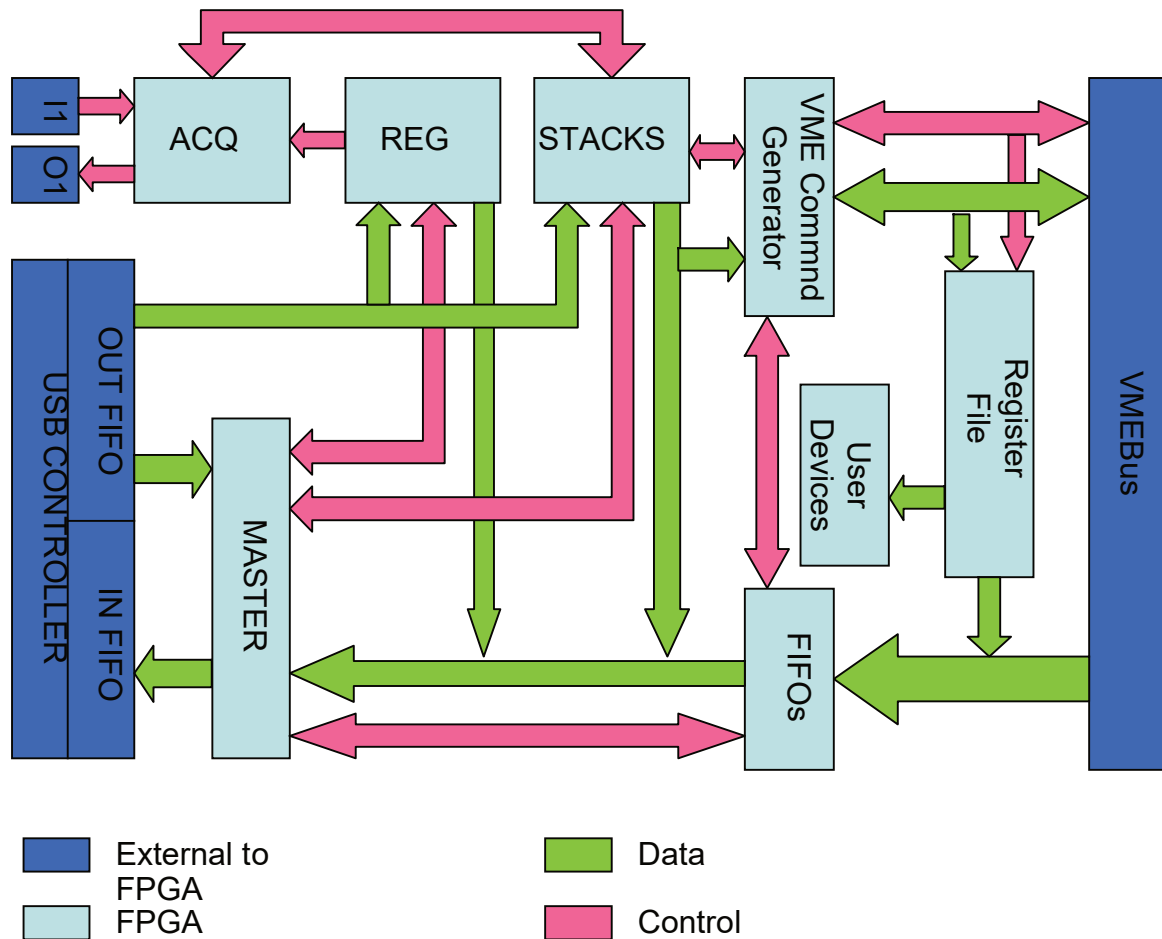 I1
O1
ACQ
REG
STACKS
VME Commnd
Generator
USB CONTROLLER
OUT FIFO
IN FIFO
MASTER
User
Devices
Register
File
FIFOs
VMEBus
External to
FPGA
FPGA
Data
Control